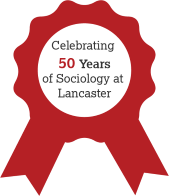 Celebrating
50 Years
of Sociology at
Lancaster